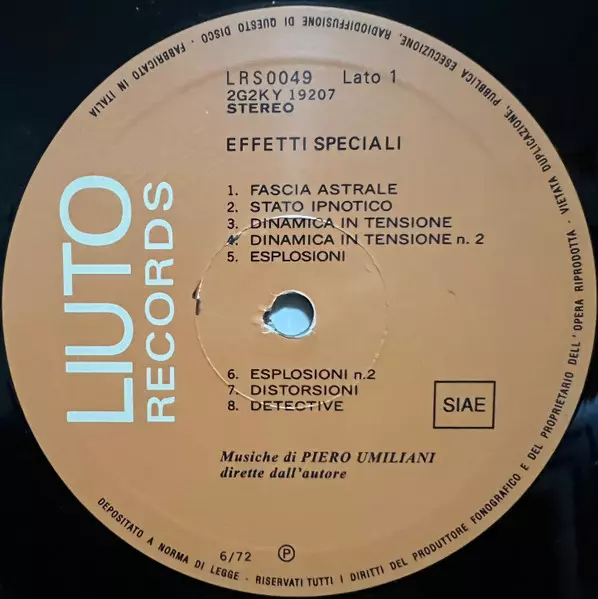 LIUTO
RECORDS
LRS0049 Lato 1
2G2KY 19207
STEREO
EFFETTI SPECIALI
1. FASCIA ASTRALE
2. STATO IPNOTICO
3. DINAMICA IN TENSIONE
4. DINAMICA IN TENSIONE n. 2
5. ESPLOSIONI
6. ESPLOSIONI n.2
7. DISTORSIONI
8. DETECTIVE
SIAE
Musiche di PIERO UMILIANI
dirette dall'autore
6/72 Ⓟ
DEPOSITATO A NORMA DI LEGGE - RISERVATI TUTTI I DIRITTI DEL PRODUTTORE FONOGRAFICO E DEL PROPRIETARIO DELL'OPERA RIPRODOTTA - VIETATA DUPLICAZIONE, PUBBLICA ESECUZIONE, RADIODIFFUSIONE DI QUESTO DISCO - FABBRICATO IN ITALIA